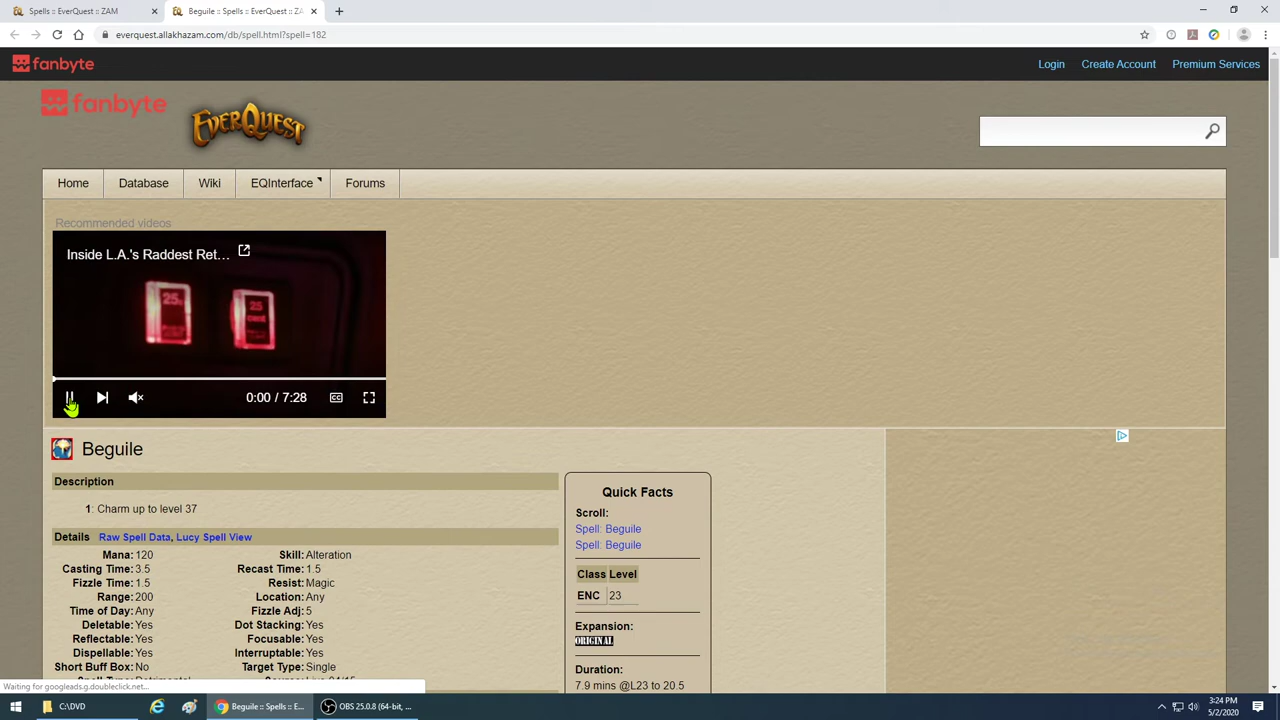 Spells :: EverQuest :: ZAM
Beguile :: Spells :: EverQuest :: ZA
everquest.allakhazam.com/db/spell.html?spell=182
fanbyte
Login Create Account Premium Services
fanbyte
EVERQUEST
Home Database Wiki EQInterface Forums
Recommended videos
Inside L.A.'s Raddest Ret...
25¢
25
cent
0:00 / 7:28
CC
Beguile
Description
1: Charm up to level 37
Details Raw Spell Data, Lucy Spell View
Mana: 120 Skill: Alteration
Casting Time: 3.5 Recast Time: 1.5
Fizzle Time: 1.5 Resist: Magic
Range: 200 Location: Any
Time of Day: Any Fizzle Adj: 5
Deletable: Yes Dot Stacking: Yes
Reflectable: Yes Focusable: Yes
Dispellable: Yes Interruptable: Yes
Short Buff Box: No Target Type: Single
Quick Facts
Scroll:
Spell: Beguile
Spell: Beguile
Class Level
ENC 23
Expansion:
ORIGINAL
Duration:
7.9 mins @L23 to 20.5
Waiting for googleads.g.doubleclick.net...
C:\DVD
Beguile :: Spells :: E...
OBS 25.0.8 (64-bit, ...
3:24 PM
5/2/2020